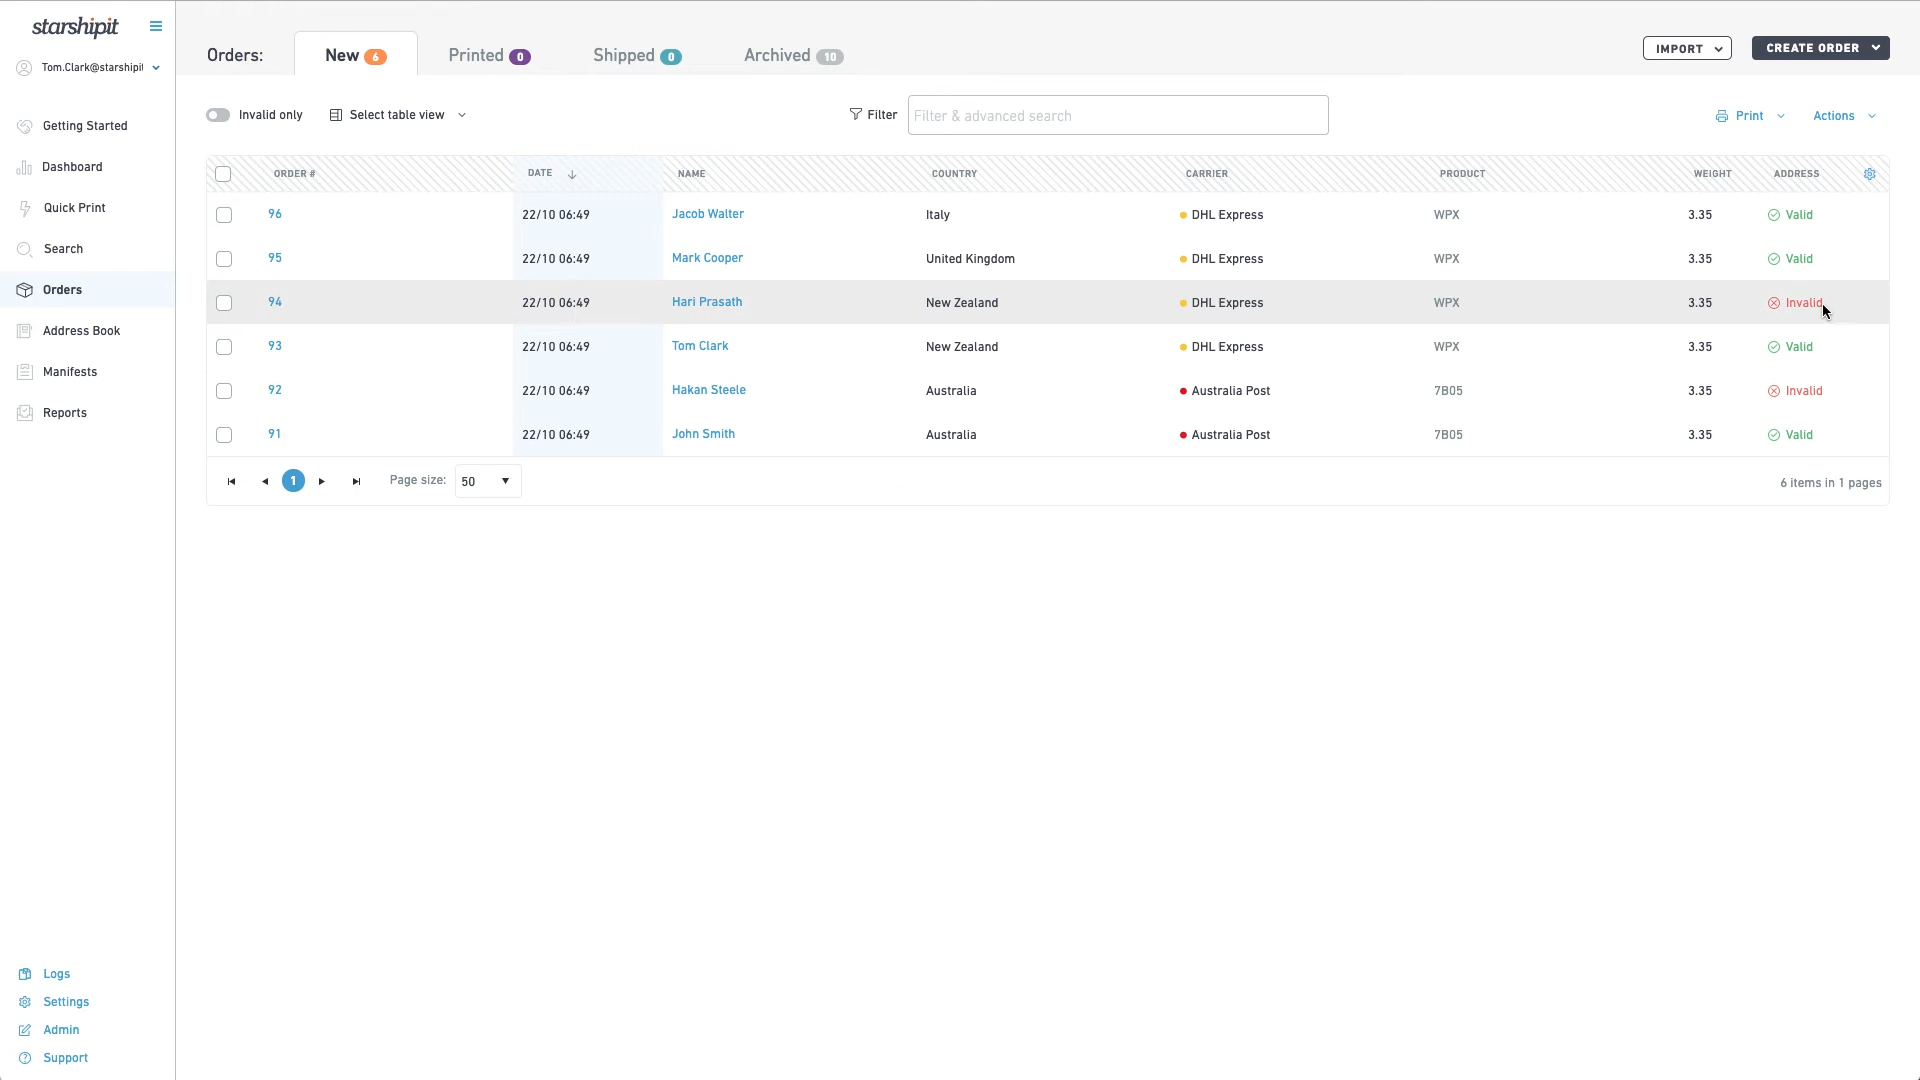 starshipit
Tom.Clark@starshipit
Getting Started
Dashboard
Quick Print
Search
Orders
Address Book
Manifests
Reports
Logs
Settings
Admin
Support
Orders: New 6 Printed 0 Shipped 0 Archived 10 IMPORT CREATE ORDER
Invalid only Select table view Filter Filter & advanced search Print Actions
ORDER # DATE NAME COUNTRY CARRIER PRODUCT WEIGHT ADDRESS
96 22/10 06:49 Jacob Walter Italy DHL Express WPX 3.35 Valid
95 22/10 06:49 Mark Cooper United Kingdom DHL Express WPX 3.35 Valid
94 22/10 06:49 Hari Prasath New Zealand DHL Express WPX 3.35 Invalid
93 22/10 06:49 Tom Clark New Zealand DHL Express WPX 3.35 Valid
92 22/10 06:49 Hakan Steele Australia Australia Post 7B05 3.35 Invalid
91 22/10 06:49 John Smith Australia Australia Post 7B05 3.35 Valid
1 Page size: 50 6 items in 1 pages